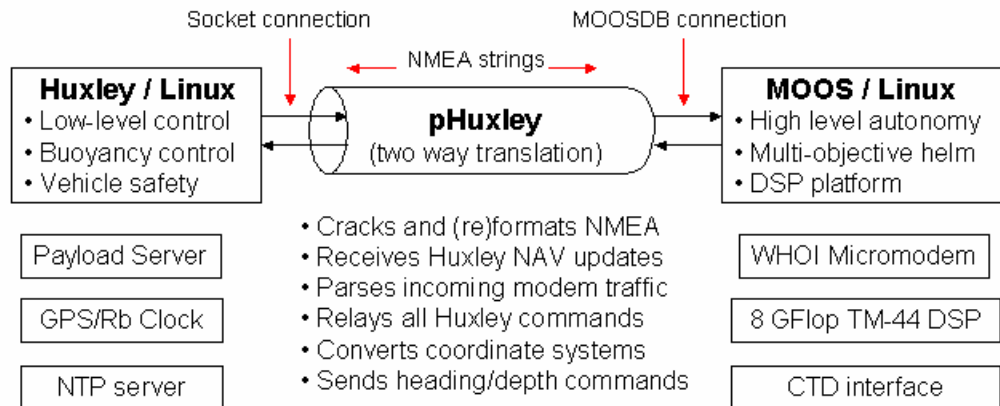 Socket connection
MOOSDB connection
NMEA strings
Huxley / Linux
• Low-level control
• Buoyancy control
• Vehicle safety
pHuxley
(two way translation)
MOOS / Linux
• High level autonomy
• Multi-objective helm
• DSP platform
Payload Server
GPS/Rb Clock
NTP server
• Cracks and (re)formats NMEA
• Receives Huxley NAV updates
• Parses incoming modem traffic
• Relays all Huxley commands
• Converts coordinate systems
• Sends heading/depth commands
WHOI Micromodem
8 GFlop TM-44 DSP
CTD interface